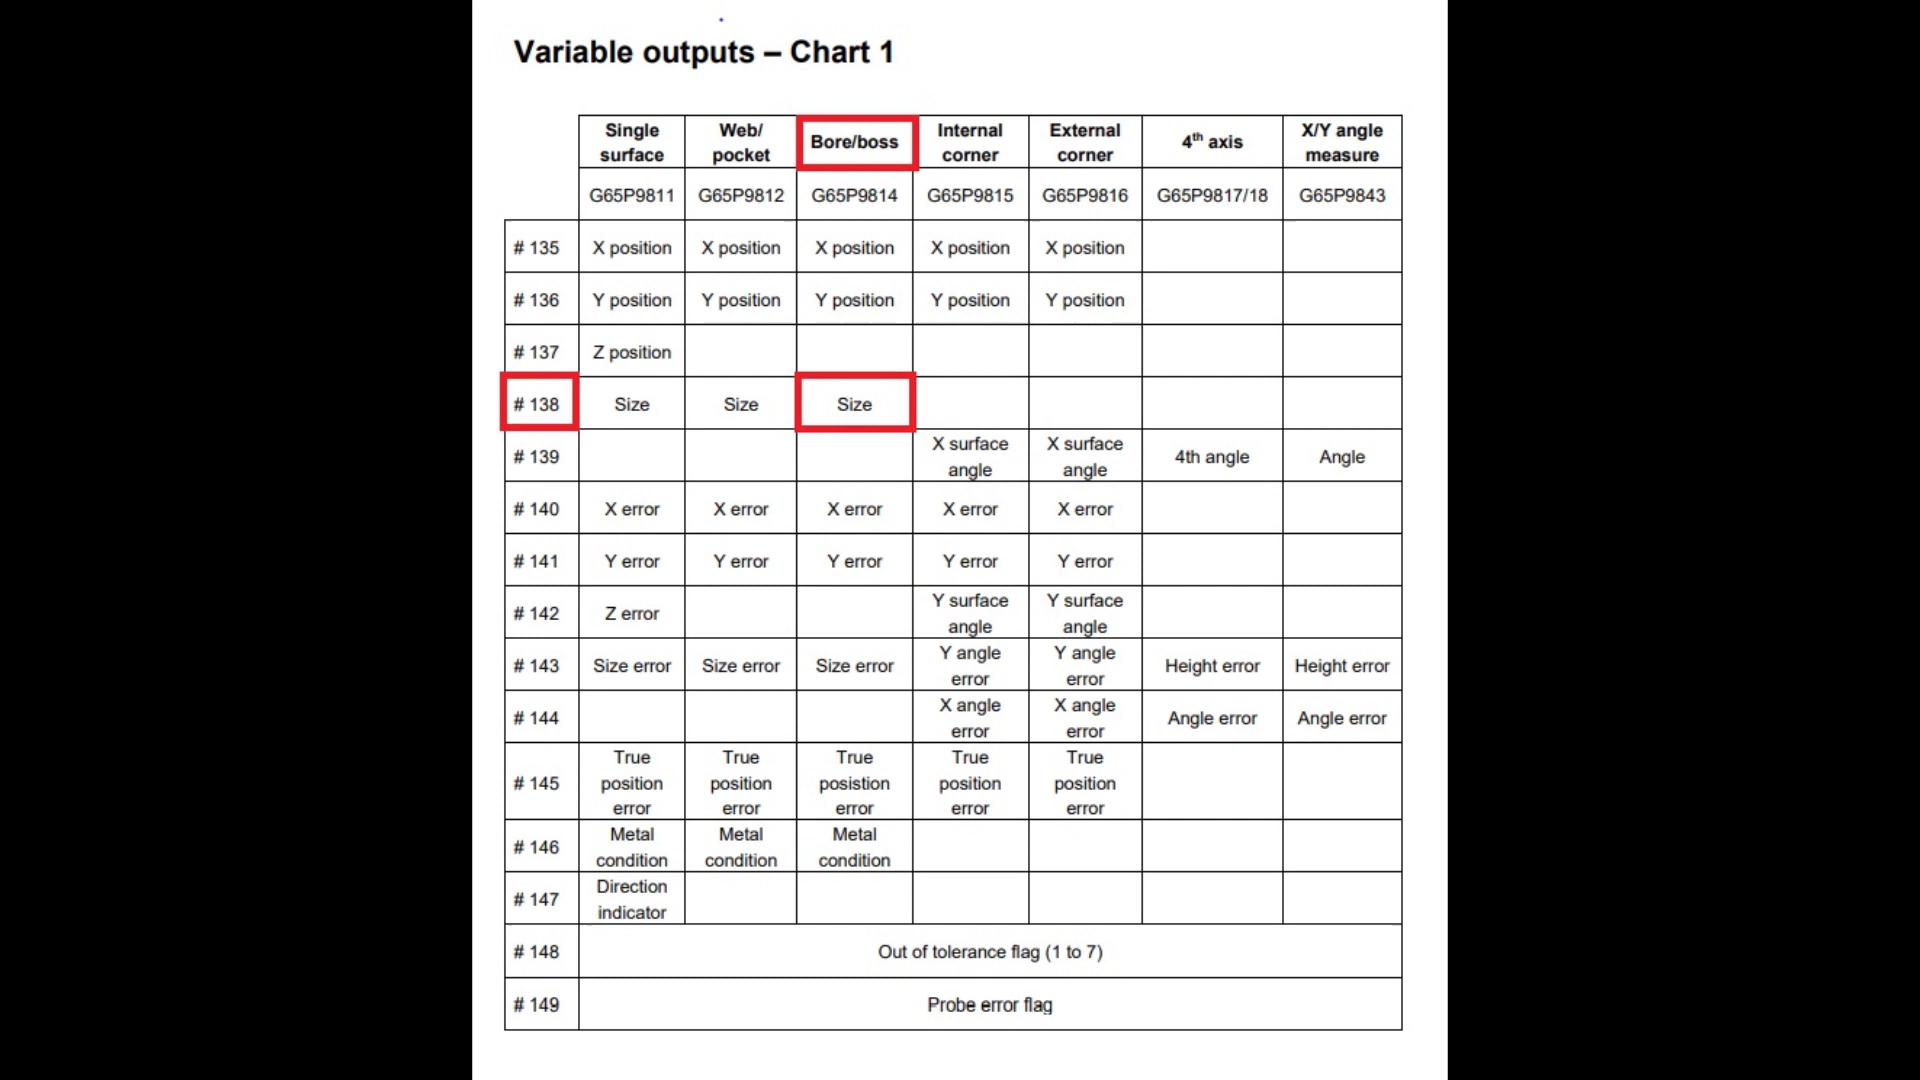 Variable outputs – Chart 1
Single surface Web/ pocket Bore/boss Internal corner External corner 4th axis X/Y angle measure
G65P9811 G65P9812 G65P9814 G65P9815 G65P9816 G65P9817/18 G65P9843
# 135 X position X position X position X position X position
# 136 Y position Y position Y position Y position Y position
# 137 Z position
# 138 Size Size Size
# 139 X surface angle X surface angle 4th angle Angle
# 140 X error X error X error X error X error
# 141 Y error Y error Y error Y error Y error
# 142 Z error Y surface angle Y surface angle
# 143 Size error Size error Size error Y angle error Y angle error Height error Height error
# 144 X angle error X angle error Angle error Angle error
# 145 True position error True position error True posistion error True position error True position error
# 146 Metal condition Metal condition Metal condition
# 147 Direction indicator
# 148 Out of tolerance flag (1 to 7)
# 149 Probe error flag